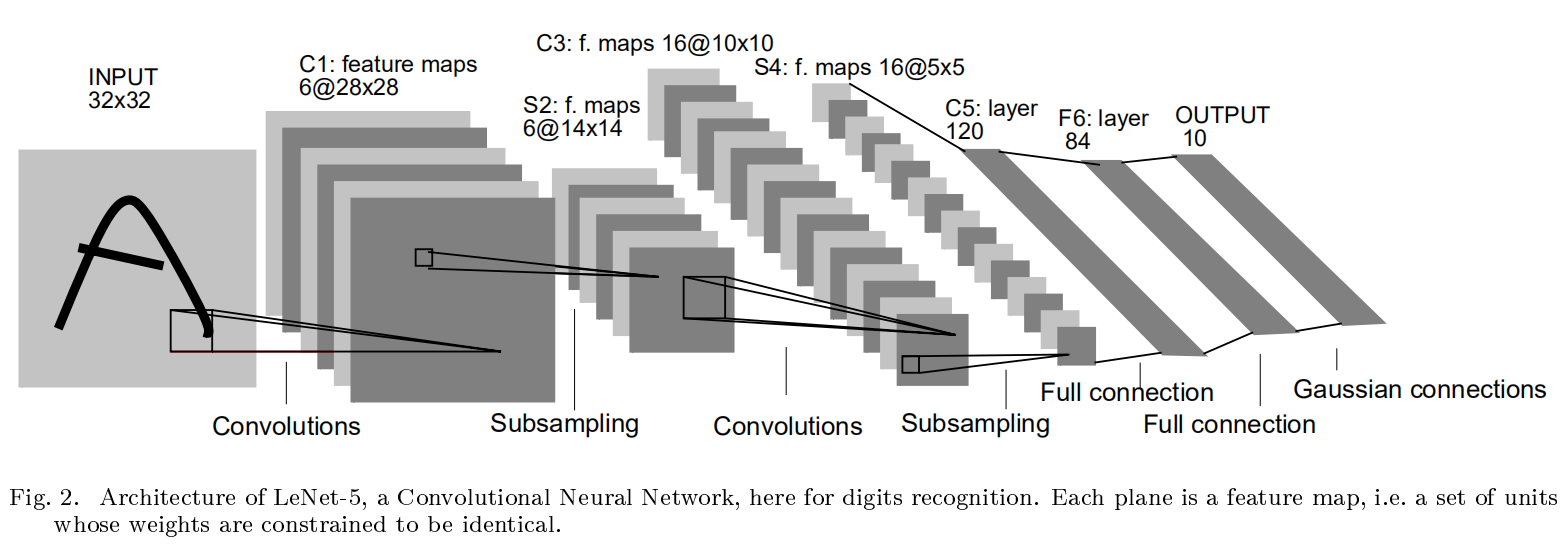 INPUT
32x32
C1: feature maps
6@28x28
S2: f. maps
6@14x14
C3: f. maps 16@10x10
S4: f. maps 16@5x5
C5: layer
120
F6: layer
84
OUTPUT
10
Convolutions
Subsampling
Convolutions
Subsampling
Full connection
Full connection
Gaussian connections
Fig. 2. Architecture of LeNet-5, a Convolutional Neural Network, here for digits recognition. Each plane is a feature map, i.e. a set of units
whose weights are constrained to be identical.